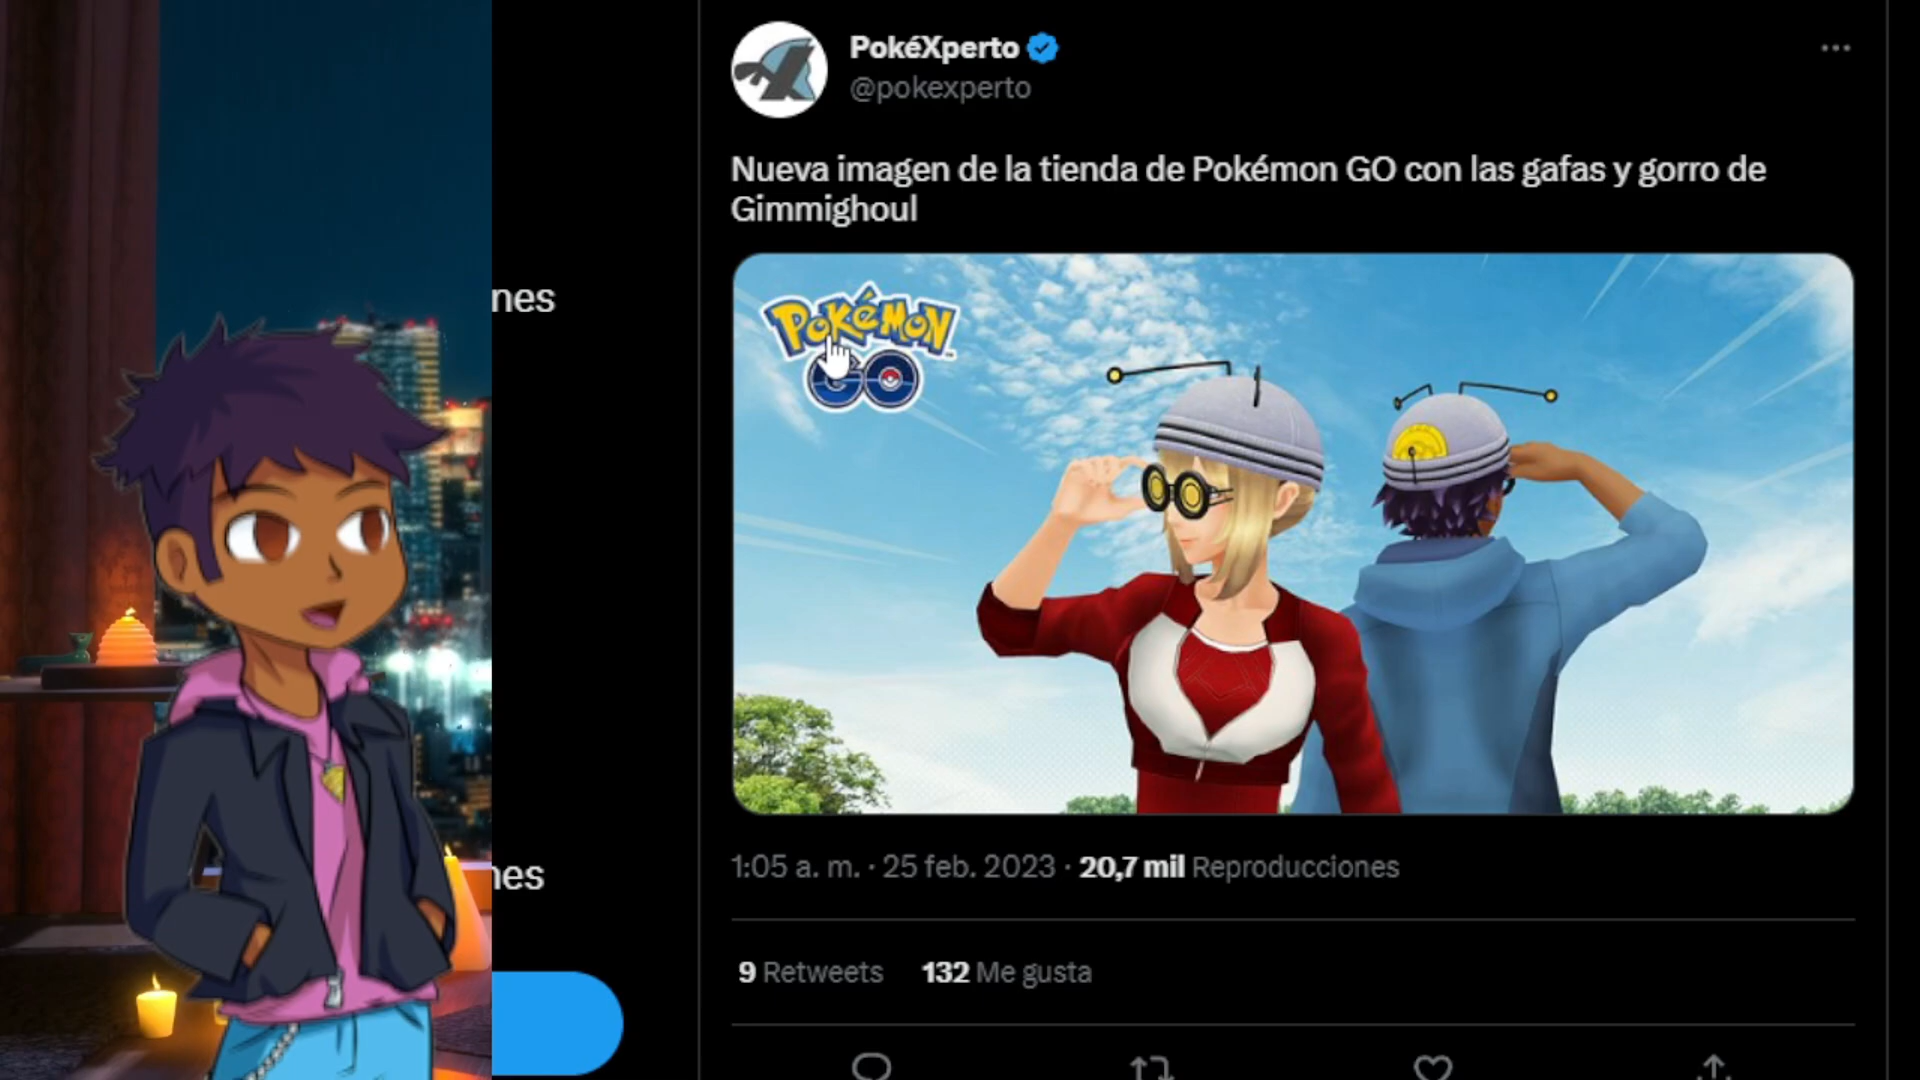 PokéXperto
@pokexperto
Nueva imagen de la tienda de Pokémon GO con las gafas y gorro de
Gimmighoul
nes
POKéMON
GO
1:05 a. m. · 25 feb. 2023 · 20,7 mil Reproducciones
nes
9 Retweets 132 Me gusta